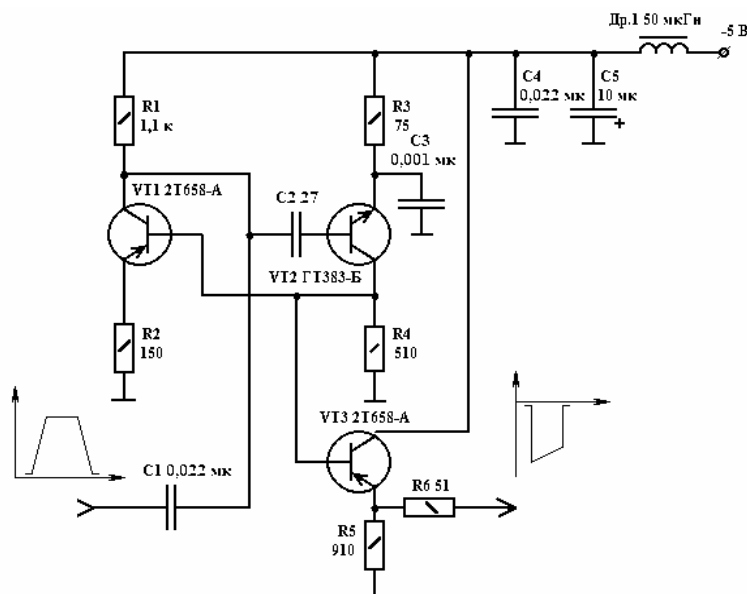 Др.1 50 мкГн
-5 В
R1
1,1 к
R3
75
C3
0,001 мк
C4
0,022 мк
C5
10 мк
+
VT1 2Т658-А
C2 27
VT2 ГТ383-Б
R2
150
R4
510
VT3 2Т658-А
C1 0,022 мк
R6 51
R5
910